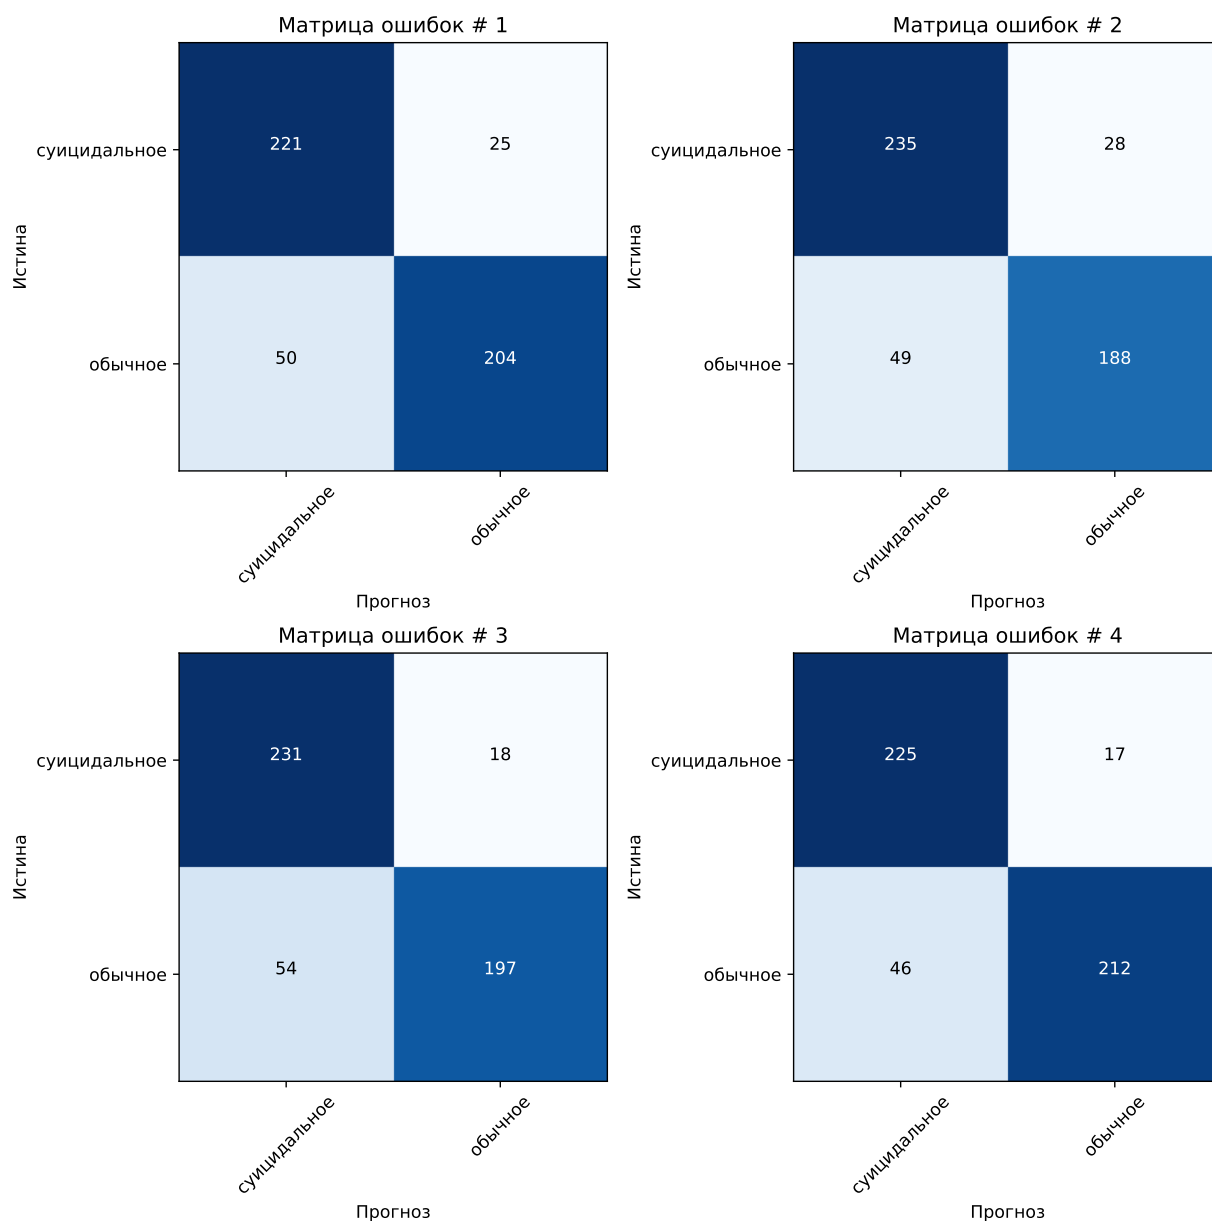 Матрица ошибок # 1
суицидальное
221
25
обычное
50
204
Истина
суицидальное
обычное
Прогноз
Матрица ошибок # 2
суицидальное
235
28
обычное
49
188
Истина
суицидальное
обычное
Прогноз
Матрица ошибок # 3
суицидальное
231
18
обычное
54
197
Истина
суицидальное
обычное
Прогноз
Матрица ошибок # 4
суицидальное
225
17
обычное
46
212
Истина
суицидальное
обычное
Прогноз